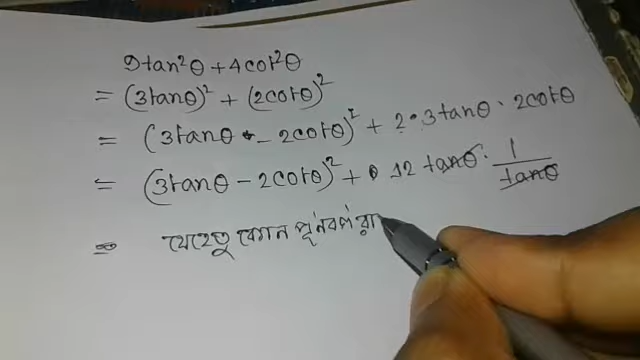 9tan²θ + 4cot²θ
= (3tanθ)² + (2cotθ)²
= (3tanθ - 2cotθ)² + 2·3tanθ · 2cotθ
= (3tanθ - 2cotθ)² + 12 tanθ · 1/tanθ
= যেহেতু কোন পূর্নবর্গ রা